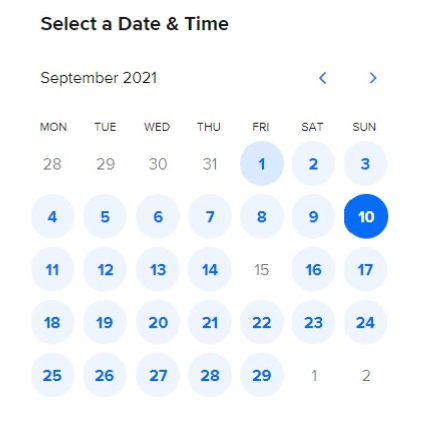 Select a Date & Time
September 2021
MON TUE WED THU FRI SAT SUN
28 29 30 31 1 2 3
4 5 6 7 8 9 10
11 12 13 14 15 16 17
18 19 20 21 22 23 24
25 26 27 28 29 1 2